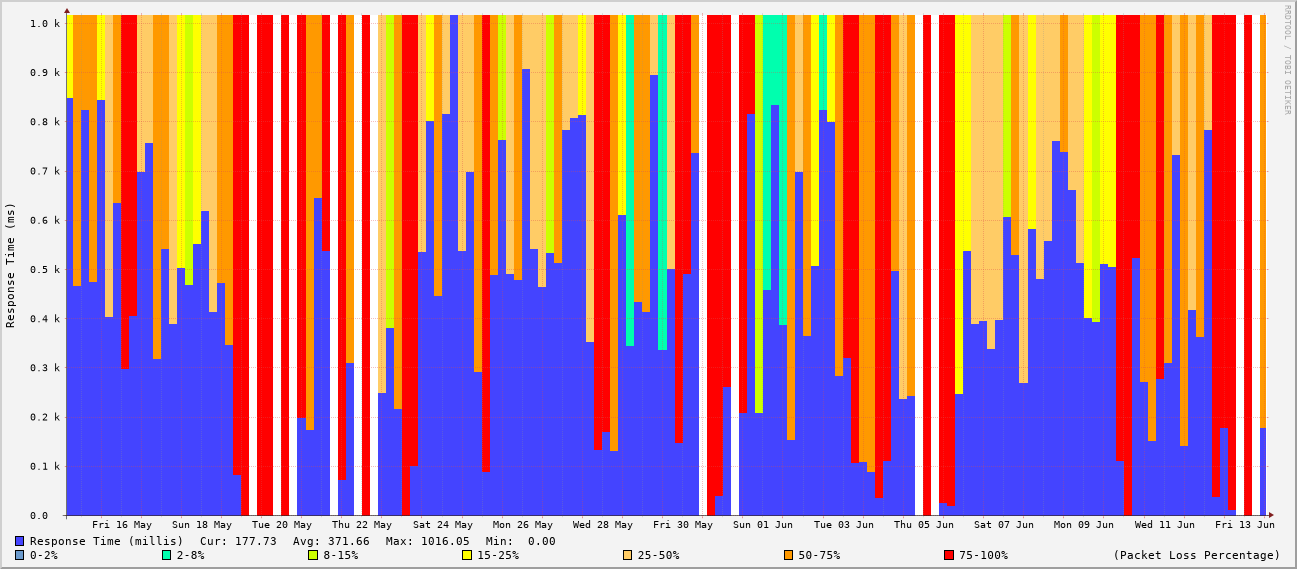 1.0 k
0.9 k
0.8 k
0.7 k
0.6 k
0.5 k
0.4 k
0.3 k
0.2 k
0.1 k
0.0
Response Time (ms)
RRDTOOL / TOBI OETIKER
Fri 16 May Sun 18 May Tue 20 May Thu 22 May Sat 24 May Mon 26 May Wed 28 May Fri 30 May Sun 01 Jun Tue 03 Jun Thu 05 Jun Sat 07 Jun Mon 09 Jun Wed 11 Jun Fri 13 Jun
Response Time (millis) Cur: 177.73 Avg: 371.66 Max: 1016.05 Min: 0.00
0-2% 2-8% 8-15% 15-25% 25-50% 50-75% 75-100% (Packet Loss Percentage)